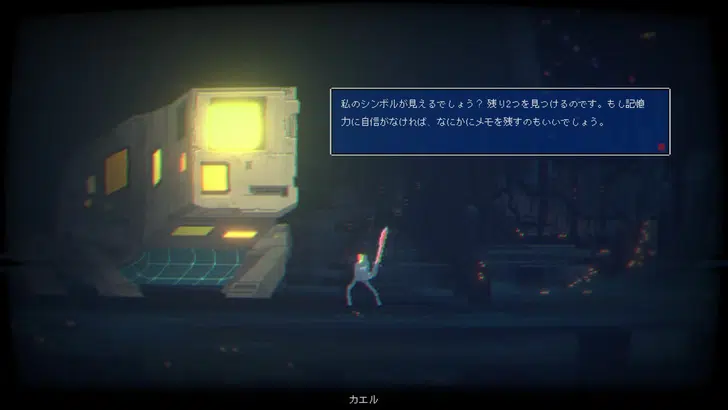 私のシンボルが見えるでしょう? 残り2つを見つけるのです。もし記憶
力に自信がなければ、なにかにメモを残すのもいいでしょう。
カエル